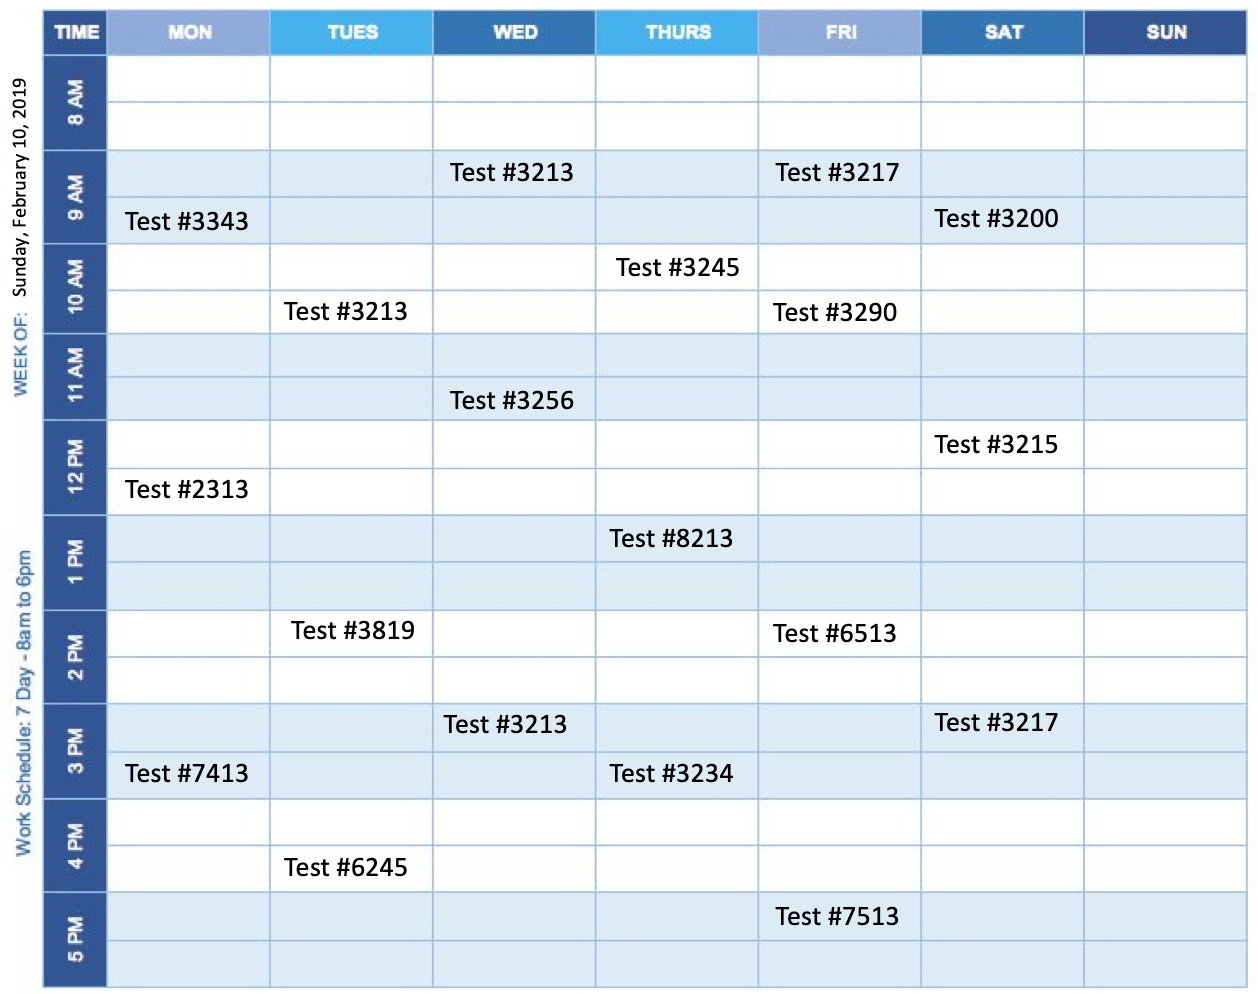 TIME MON TUES WED THURS FRI SAT SUN
WEEK OF: Sunday, February 10, 2019
Work Schedule: 7 Day - 8am to 6pm
8 AM
9 AM
Test #3213 Test #3217
Test #3343 Test #3200
10 AM
Test #3245
Test #3213 Test #3290
11 AM
Test #3256
12 PM
Test #3215
Test #2313
1 PM
Test #8213
2 PM
Test #3819 Test #6513
3 PM
Test #3213 Test #3217
Test #7413 Test #3234
4 PM
Test #6245
5 PM
Test #7513